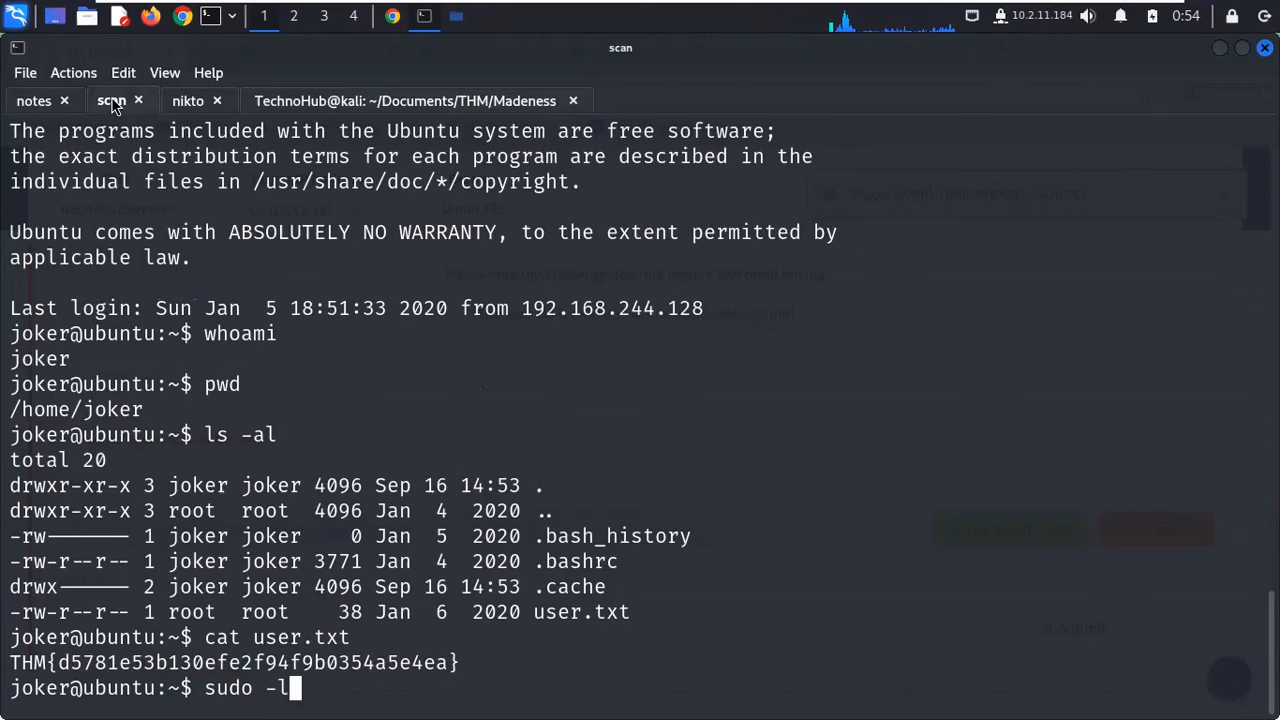 1 2 3 4
10.2.11.184
0:54
scan
File Actions Edit View Help
notes
scan
nikto
TechnoHub@kali: ~/Documents/THM/Madeness
The programs included with the Ubuntu system are free software;
the exact distribution terms for each program are described in the
individual files in /usr/share/doc/*/copyright.
Ubuntu comes with ABSOLUTELY NO WARRANTY, to the extent permitted by
applicable law.
Last login: Sun Jan  5 18:51:33 2020 from 192.168.244.128
joker@ubuntu:~$ whoami
joker
joker@ubuntu:~$ pwd
/home/joker
joker@ubuntu:~$ ls -al
total 20
drwxr-xr-x 3 joker joker 4096 Sep 16 14:53 .
drwxr-xr-x 3 root  root  4096 Jan  4  2020 ..
-rw------- 1 joker joker    0 Jan  5  2020 .bash_history
-rw-r--r-- 1 joker joker 3771 Jan  4  2020 .bashrc
drwx------ 2 joker joker 4096 Sep 16 14:53 .cache
-rw-r--r-- 1 root  root    38 Jan  6  2020 user.txt
joker@ubuntu:~$ cat user.txt
THM{d5781e53b130efe2f94f9b0354a5e4ea}
joker@ubuntu:~$ sudo -l